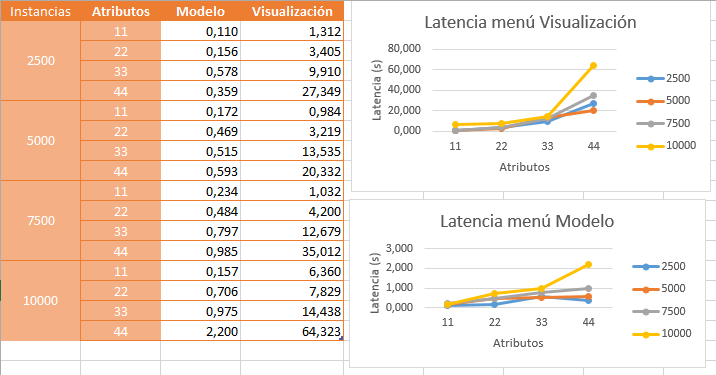 Instancias Atributos Modelo Visualización
2500
11 0,110 1,312
22 0,156 3,405
33 0,578 9,910
44 0,359 27,349
5000
11 0,172 0,984
22 0,469 3,219
33 0,515 13,535
44 0,593 20,332
7500
11 0,234 1,032
22 0,484 4,200
33 0,797 12,679
44 0,985 35,012
10000
11 0,157 6,360
22 0,706 7,829
33 0,975 14,438
44 2,200 64,323
Latencia menú Visualización
Latencia (s)
80,000
60,000
40,000
20,000
0,000
11 22 33 44
Atributos
2500
5000
7500
10000
Latencia menú Modelo
Latencia (s)
3,000
2,000
1,000
0,000
11 22 33 44
Atributos
2500
5000
7500
10000